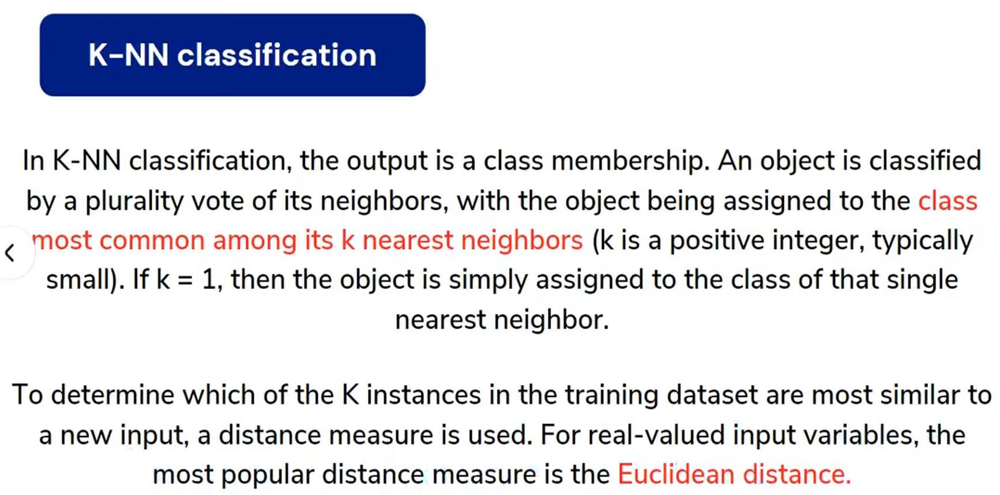 K-NN classification
In K-NN classification, the output is a class membership. An object is classified
by a plurality vote of its neighbors, with the object being assigned to the class
most common among its k nearest neighbors (k is a positive integer, typically
small). If k = 1, then the object is simply assigned to the class of that single
nearest neighbor.
To determine which of the K instances in the training dataset are most similar to
a new input, a distance measure is used. For real-valued input variables, the
most popular distance measure is the Euclidean distance.